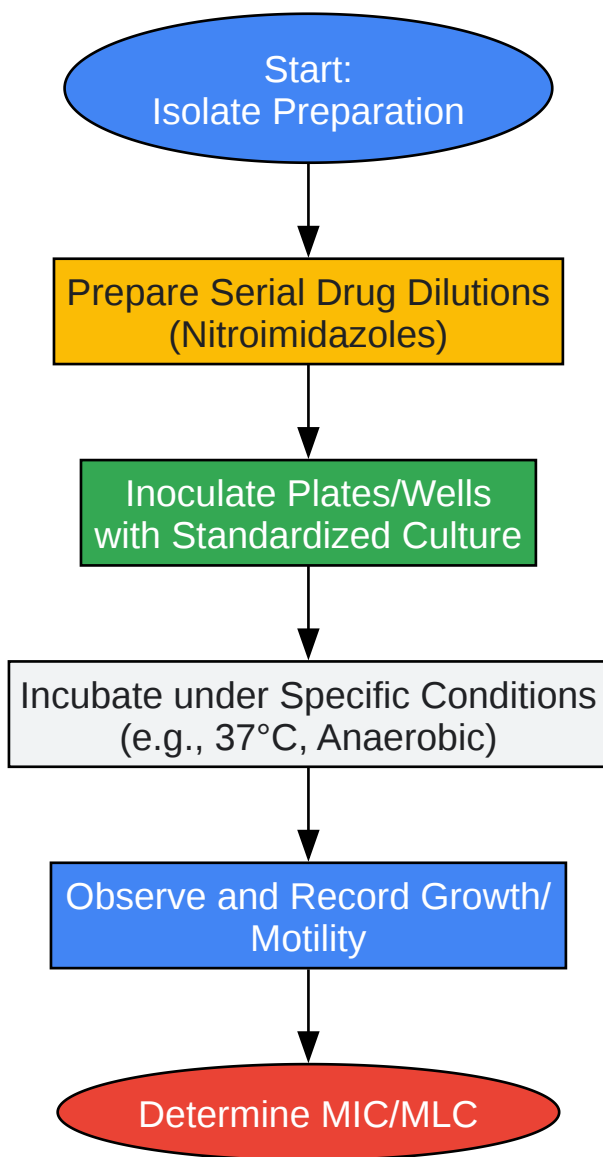 Start:
Isolate Preparation
Prepare Serial Drug Dilutions
(Nitroimidazoles)
Inoculate Plates/Wells
with Standardized Culture
Incubate under Specific Conditions
(e.g., 37°C, Anaerobic)
Observe and Record Growth/
Motility
Determine MIC/MLC